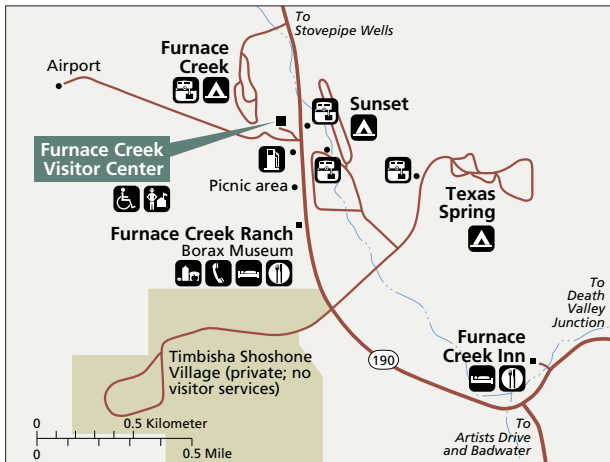 To
Stovepipe Wells
Furnace
Creek
Airport
Sunset
Furnace Creek
Visitor Center
Picnic area
Texas
Spring
Furnace Creek Ranch
Borax Museum
To
Death
Valley
Junction
Furnace
Creek Inn
190
Timbisha Shoshone
Village (private; no
visitor services)
0 0.5 Kilometer
0 0.5 Mile
To
Artists Drive
and Badwater